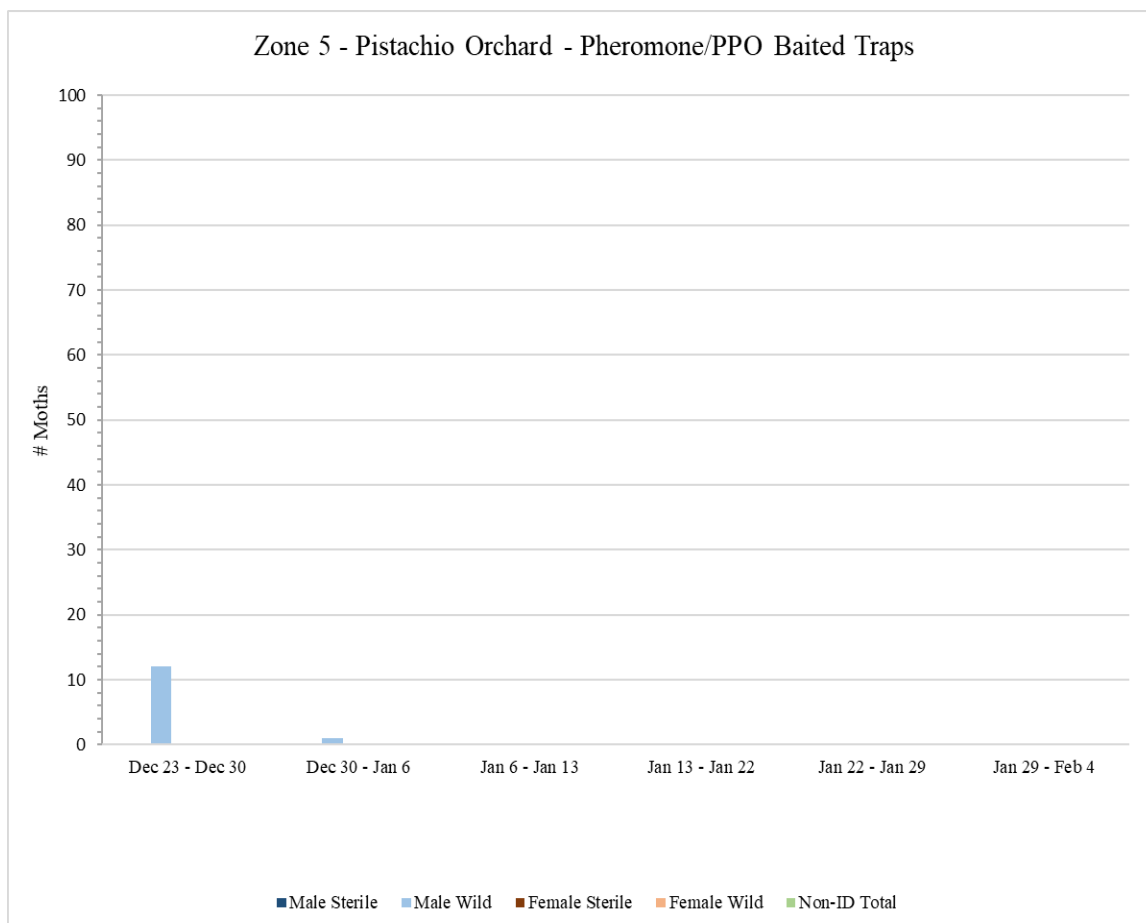 Zone 5 - Pistachio Orchard - Pheromone/PPO Baited Traps
100
90
80
70
60
50
40
30
20
10
0
# Moths
Dec 23 - Dec 30 Dec 30 - Jan 6 Jan 6 - Jan 13 Jan 13 - Jan 22 Jan 22 - Jan 29 Jan 29 - Feb 4
Male Sterile Male Wild Female Sterile Female Wild Non-ID Total